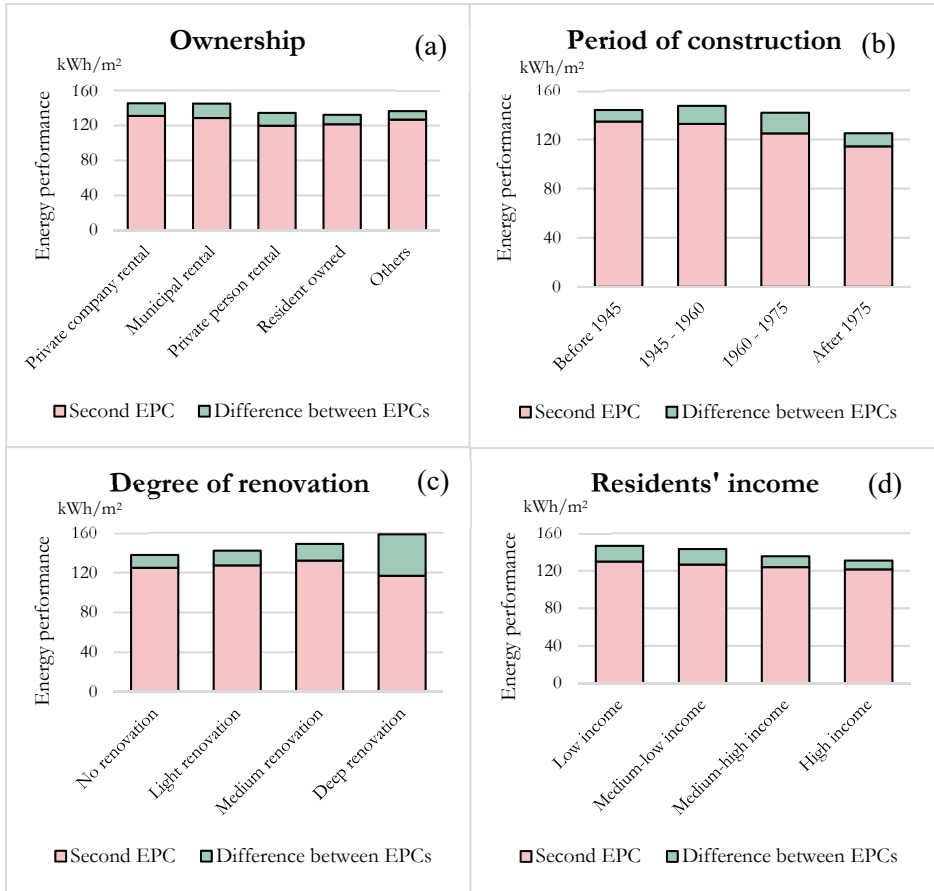 Ownership
(a)
kWh/m²
Energy performance
160
120
80
40
0
Private company rental
Municipal rental
Private person rental
Resident owned
Others
Second EPC
Difference between EPCs
Period of construction
(b)
kWh/m²
Energy performance
160
120
80
40
0
Before 1945
1945 - 1960
1960 - 1975
After 1975
Second EPC
Difference between EPCs
Degree of renovation
(c)
kWh/m²
Energy performance
160
120
80
40
0
No renovation
Light renovation
Medium renovation
Deep renovation
Second EPC
Difference between EPCs
Residents' income
(d)
kWh/m²
Energy performance
160
120
80
40
0
Low income
Medium-low income
Medium-high income
High income
Second EPC
Difference between EPCs